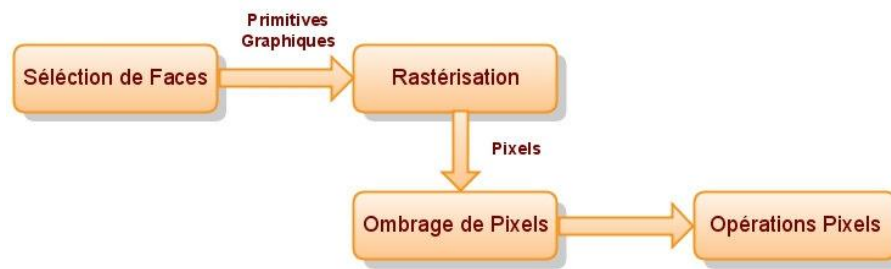 Primitives
Graphiques
Séléction de Faces
Rastérisation
Pixels
Ombrage de Pixels
Opérations Pixels